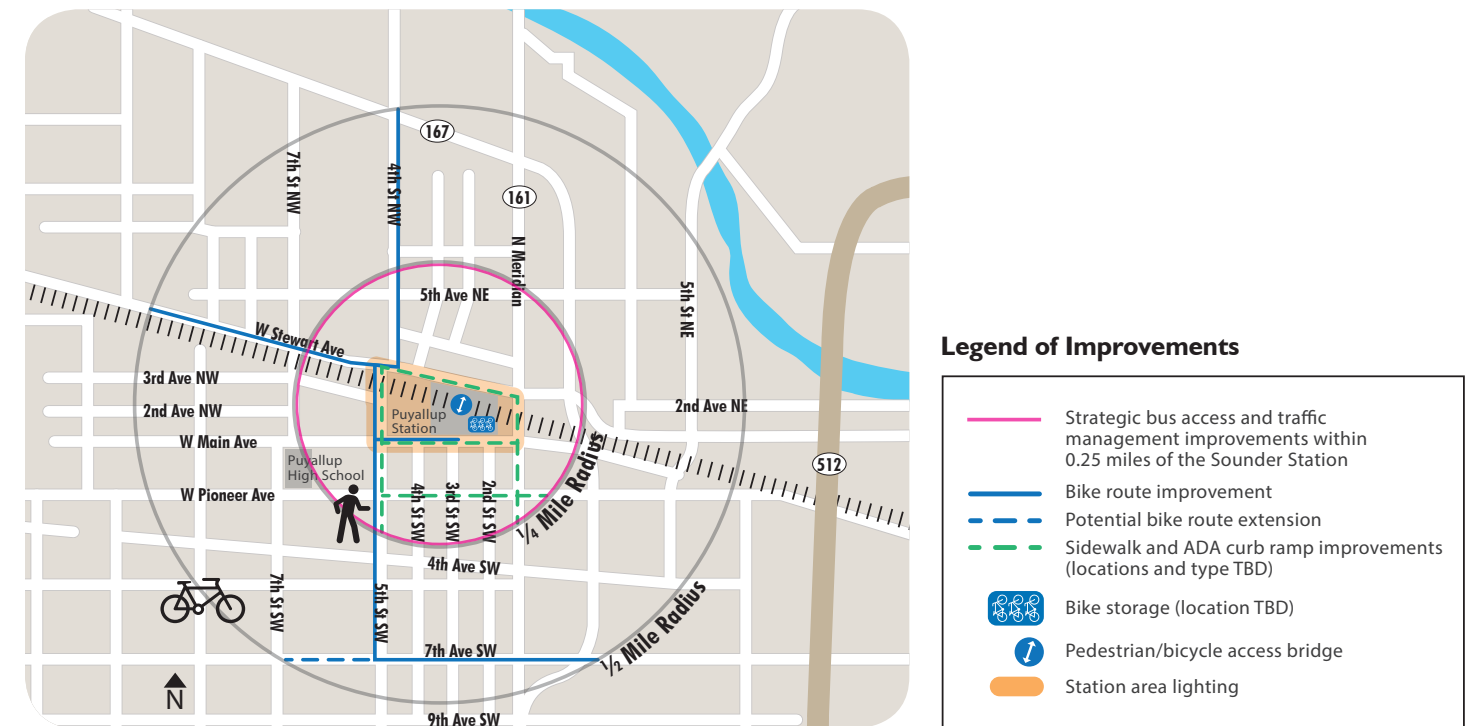 167
161
7th St NW
4th St NW
N Meridian
5th Ave NE
5th St NE
W Stewart Ave
3rd Ave NW
2nd Ave NW
W Main Ave
Puyallup
Station
2nd Ave NE
Puyallup
High School
512
W Pioneer Ave
4th St SW
3rd St SW
2nd St SW
1/4 Mile Radius
4th Ave SW
7th St SW
5th St SW
7th Ave SW
1/2 Mile Radius
N
9th Ave SW
Legend of Improvements
Strategic bus access and traffic
management improvements within
0.25 miles of the Sounder Station
Bike route improvement
Potential bike route extension
Sidewalk and ADA curb ramp improvements
(locations and type TBD)
Bike storage (location TBD)
Pedestrian/bicycle access bridge
Station area lighting